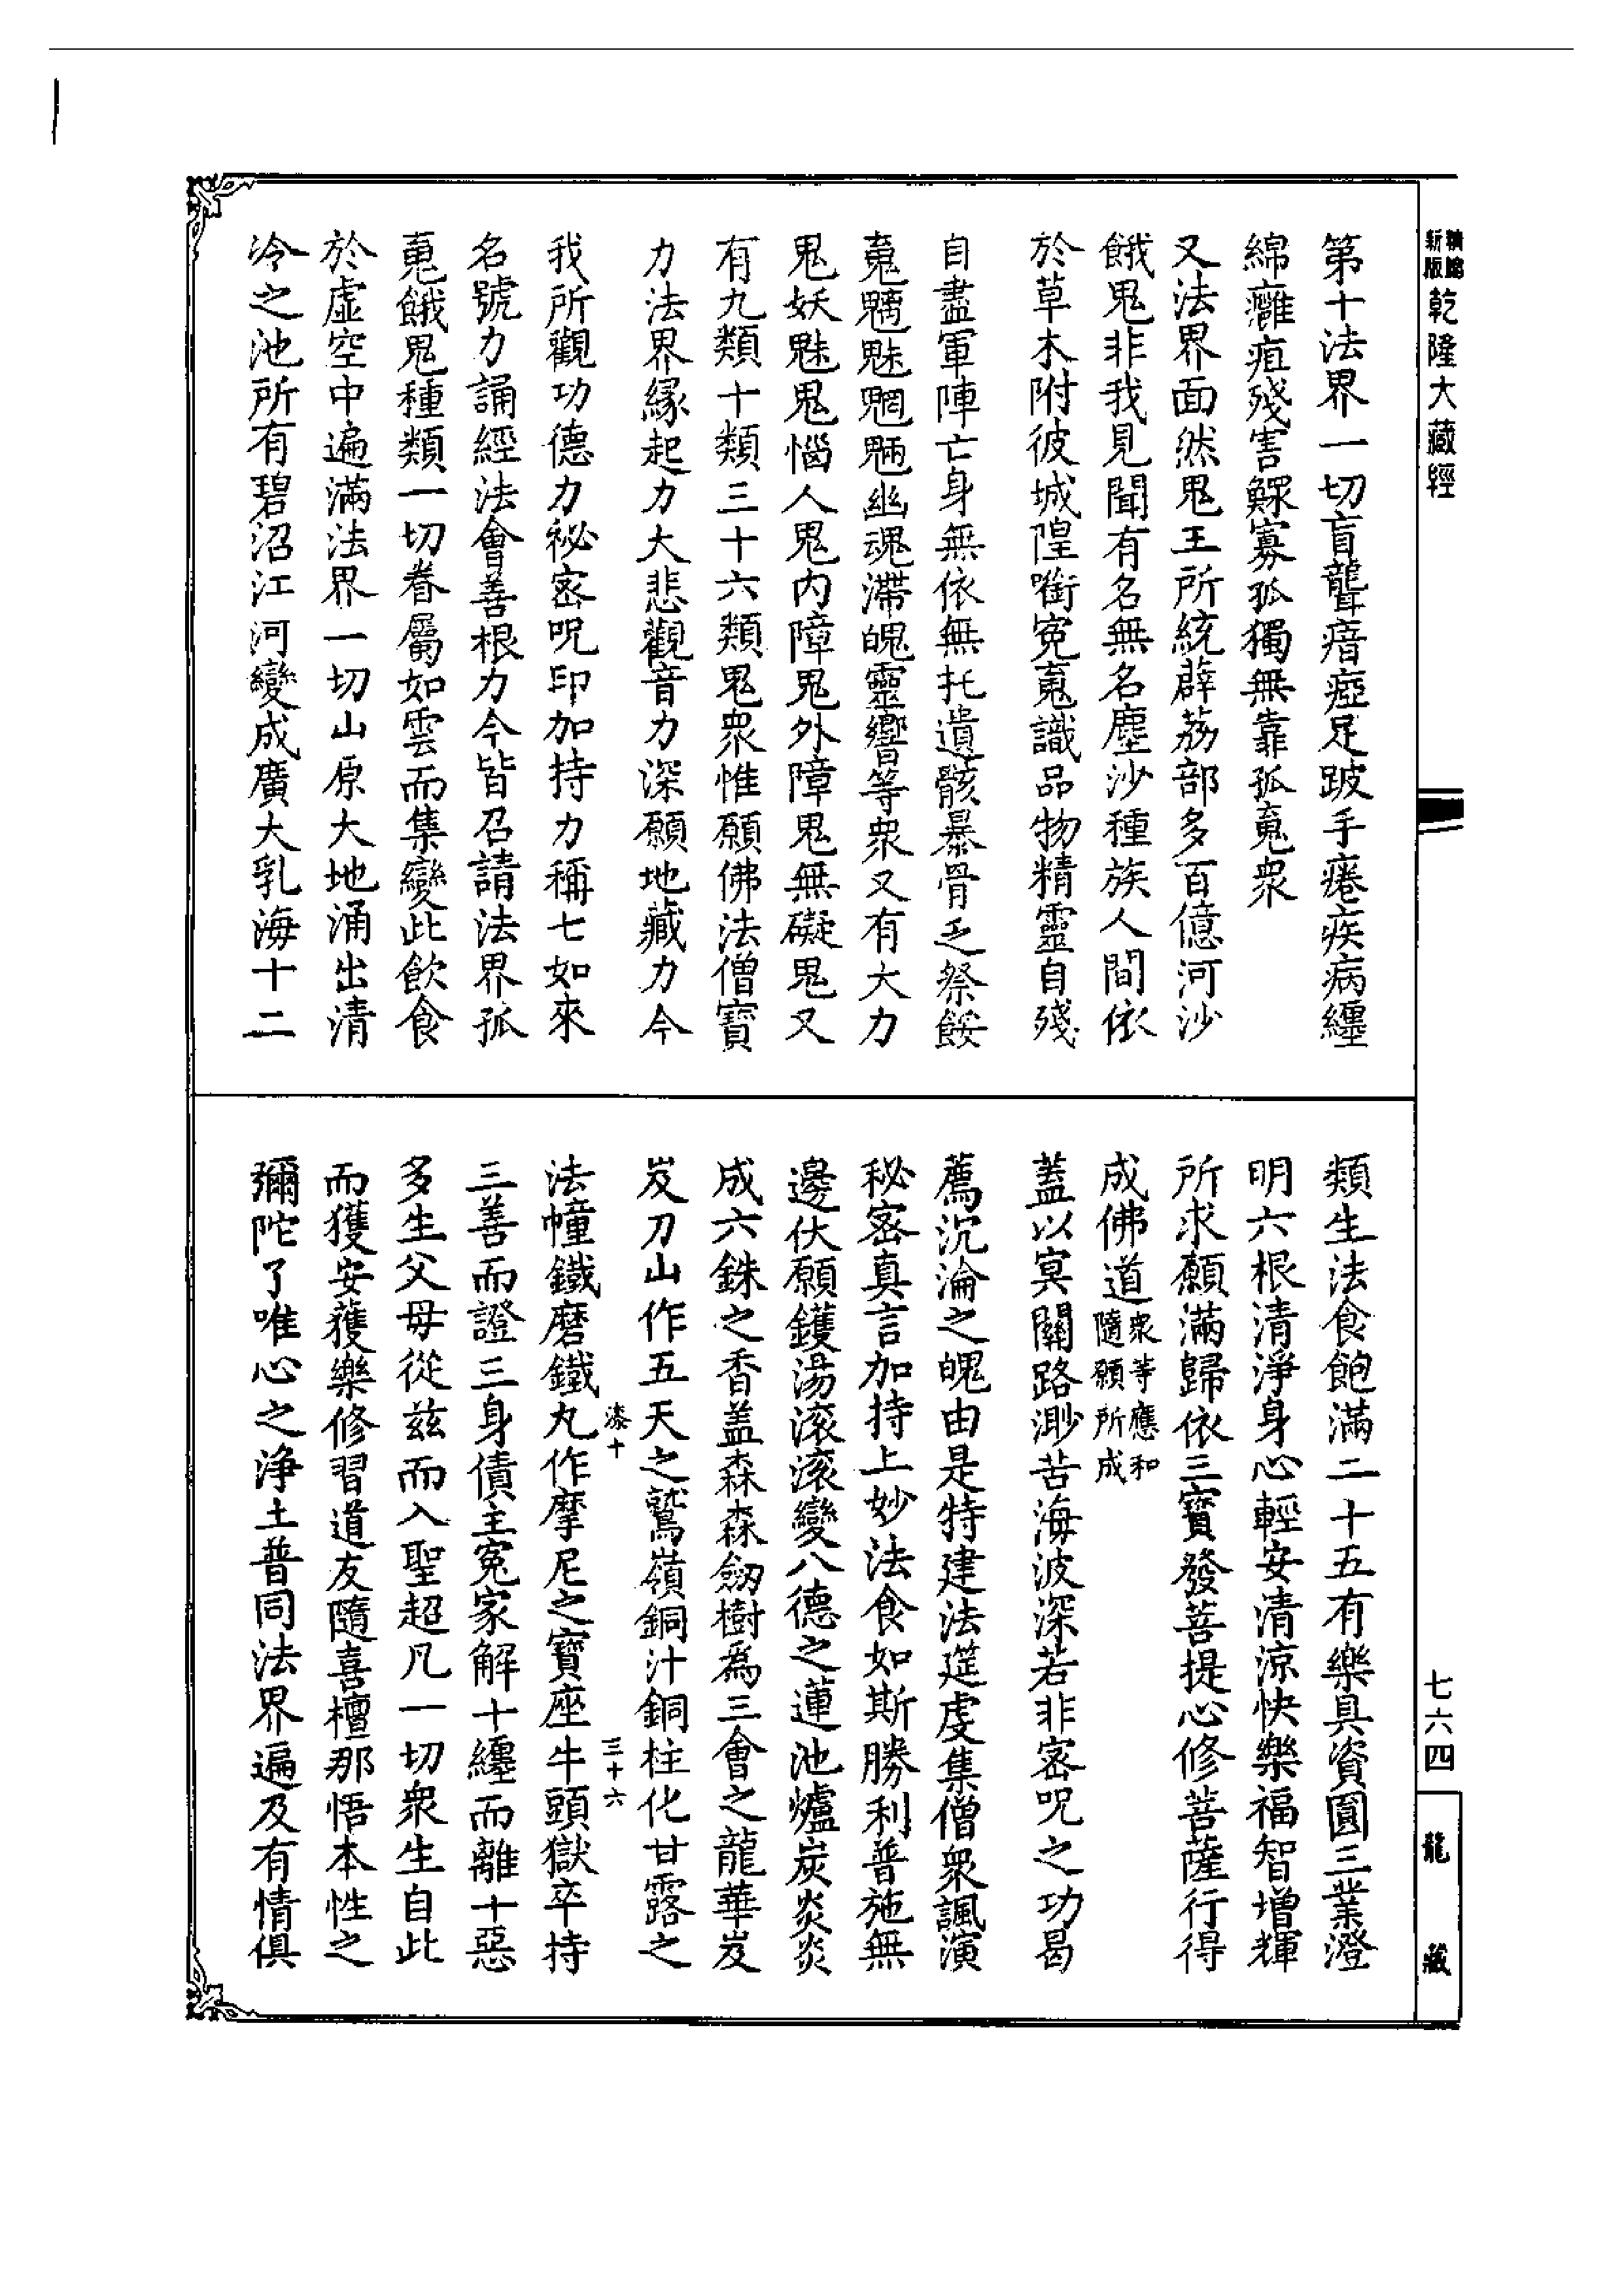 精鵰
新版
乾隆大藏經
第十法界一切盲聾瘖瘂足跛手瘫疾病纏
綿癰疽殘害鰥寡孤獨無靠孤䰟衆
又法界面然鬼王所統薜荔部多百億河沙
餓鬼非我見聞有名無名塵沙種族人間依
於草木附彼城隍啣寃䰟識品物精靈自殘
自盡軍陣亡身無依無托遺骸暴骨乏祭餒
䰟魑魅魍魎幽魂滯魄靈響等衆又有大力
鬼妖魅鬼惱人鬼内障鬼外障鬼無礙鬼又
有九類十類三十六類鬼衆惟願佛法僧寶
力法界緣起力大悲觀音力深願地藏力今
我所觀功德力祕密呪印加持力稱七如來
名號力誦經法會善根力今皆召請法界孤
䰟餓鬼種類一切眷屬如雲而集變此飲食
於虛空中遍滿法界一切山原大地涌出清
冷之池所有碧沼江河變成廣大乳海十二
類生法食飽滿二十五有樂具資圓三業澄
明六根清淨身心輕安清涼快樂福智增輝
所求願滿歸依三寶發菩提心修菩薩行得
成佛道衆等應和
隨願所成
蓋以冥關路渺苦海波深若非密呪之功曷
薦沉淪之魄由是特建法筵虔集僧衆諷演
秘密真言加持上妙法食如斯勝利普施無
邊伏願鑊湯滚滚變八德之蓮池爐炭炎炎
成六銖之香盖森森劒樹爲三會之龍華岌
岌刀山作五天之鷲嶺銅汁銅柱化甘露之
漆十
三十六
法幢鐵磨鐵丸作摩尼之寶座牛頭獄卒持
三善而證三身債主寃家解十纏而離十惡
多生父母從茲而入聖超凡一切衆生自此
而獲安獲樂修習道友隨喜檀那悟本性之
彌陀了唯心之淨土普同法界遍及有情俱
七六四
龍藏